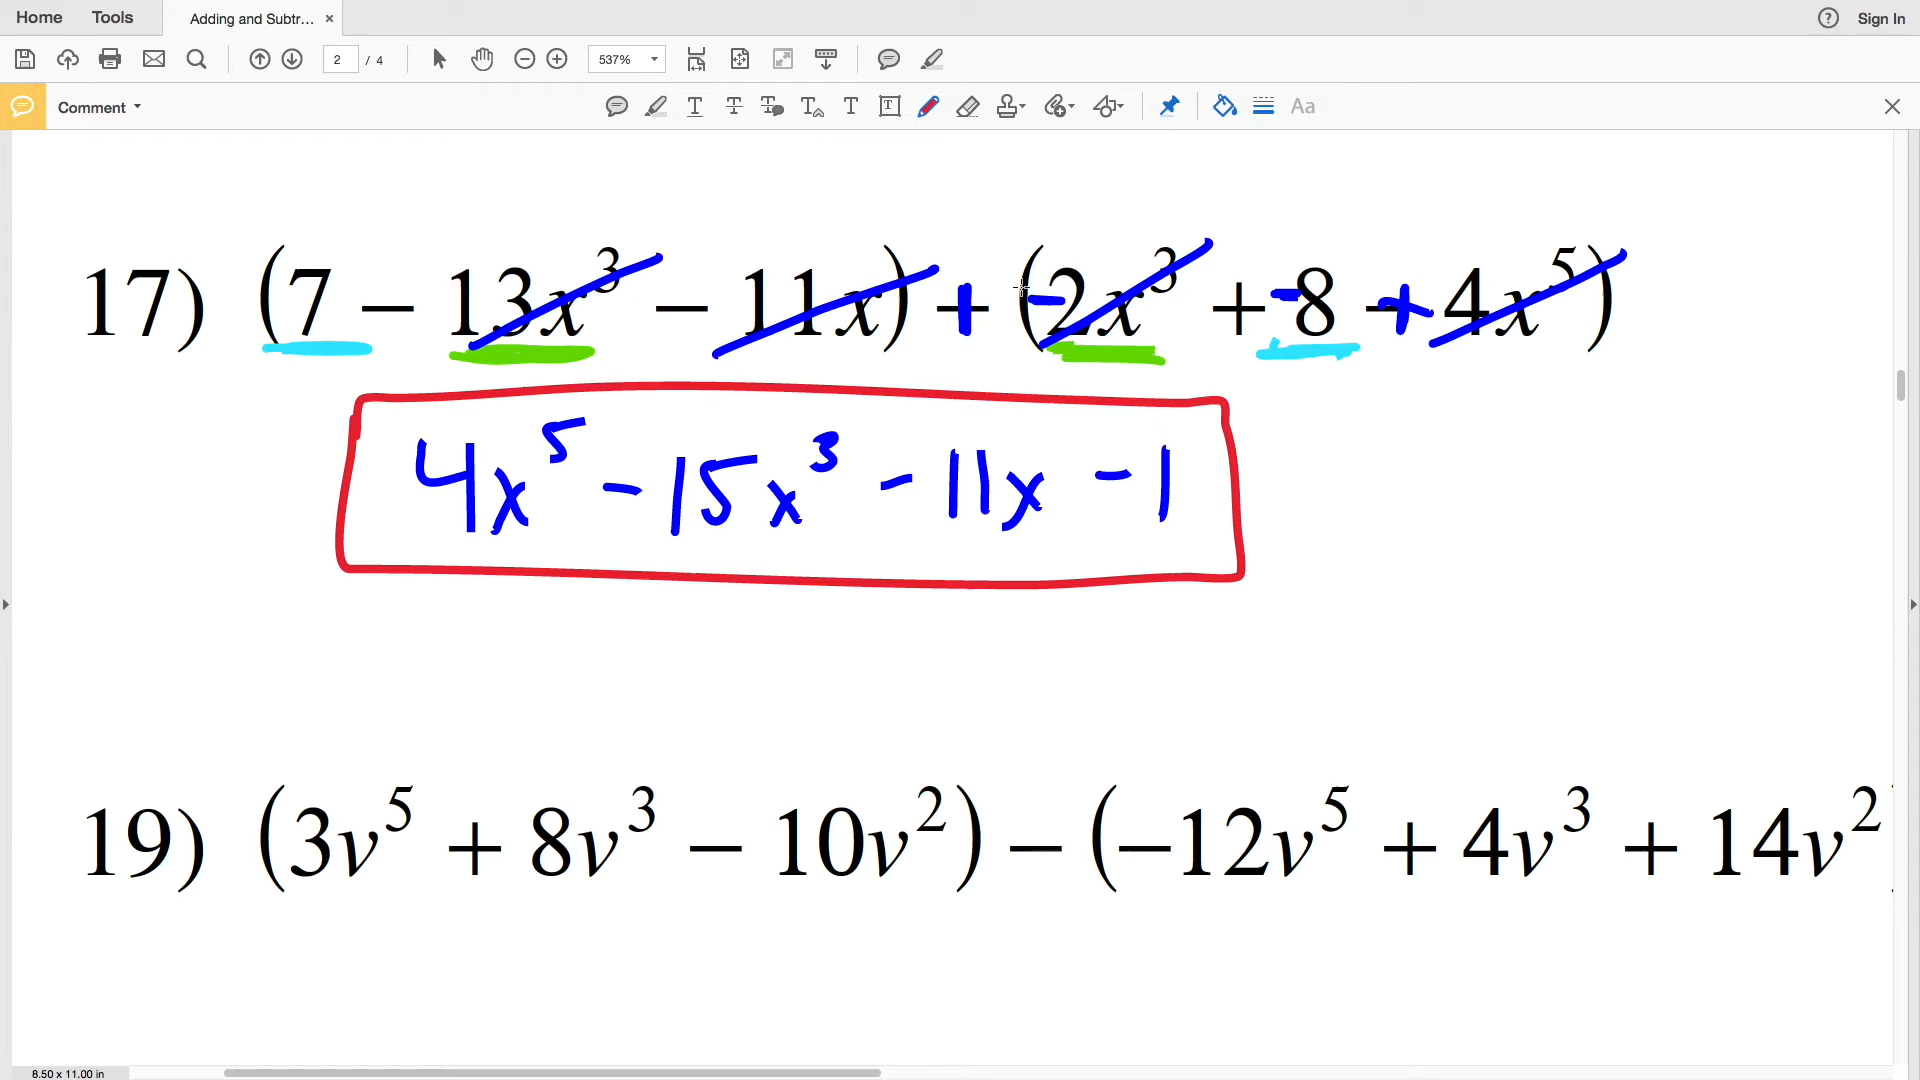 Home Tools Adding and Subtr... × ? Sign In
2 / 4 537%
Comment Aa
17) (7 − 13x³ − 11x) + (-2x³ + -8 + 4x⁵)
4x⁵ - 15x³ - 11x - 1
19) (3v⁵ + 8v³ − 10v²) − (−12v⁵ + 4v³ + 14v²
8.50 x 11.00 in